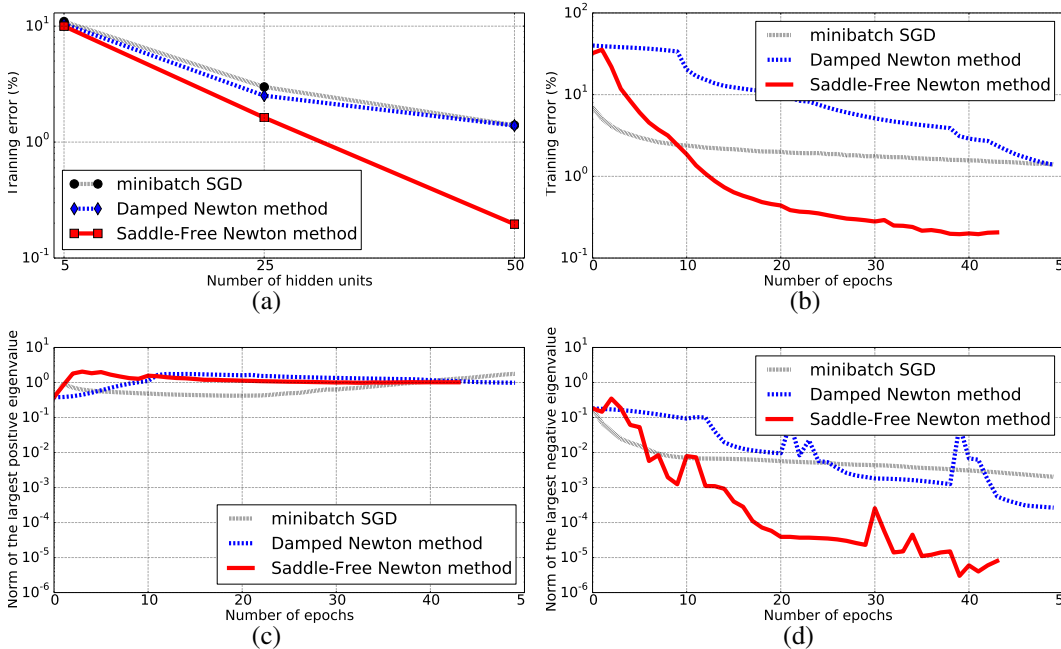 10^1
10^0
10^-1
Training error (%)
minibatch SGD
Damped Newton method
Saddle-Free Newton method
5
25
50
Number of hidden units
(a)
10^2
10^1
10^0
10^-1
Training error (%)
minibatch SGD
Damped Newton method
Saddle-Free Newton method
0
10
20
30
40
5
Number of epochs
(b)
10^1
10^0
10^-1
10^-2
10^-3
10^-4
10^-5
10^-6
Norm of the largest positive eigenvalue
minibatch SGD
Damped Newton method
Saddle-Free Newton method
0
10
20
30
40
5
Number of epochs
(c)
10^1
10^0
10^-1
10^-2
10^-3
10^-4
10^-5
10^-6
Norm of the largest negative eigenvalue
minibatch SGD
Damped Newton method
Saddle-Free Newton method
0
10
20
30
40
5
Number of epochs
(d)